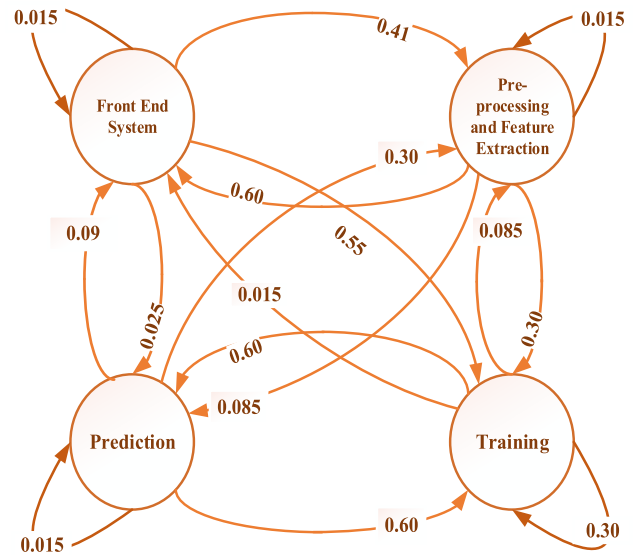 0.015
0.41
0.015
Front End
System
Pre-
processing
and Feature
Extraction
0.30
0.60
0.09
0.55
0.085
0.015
0.025
0.60
0.30
0.085
Prediction
Training
0.015
0.60
0.30